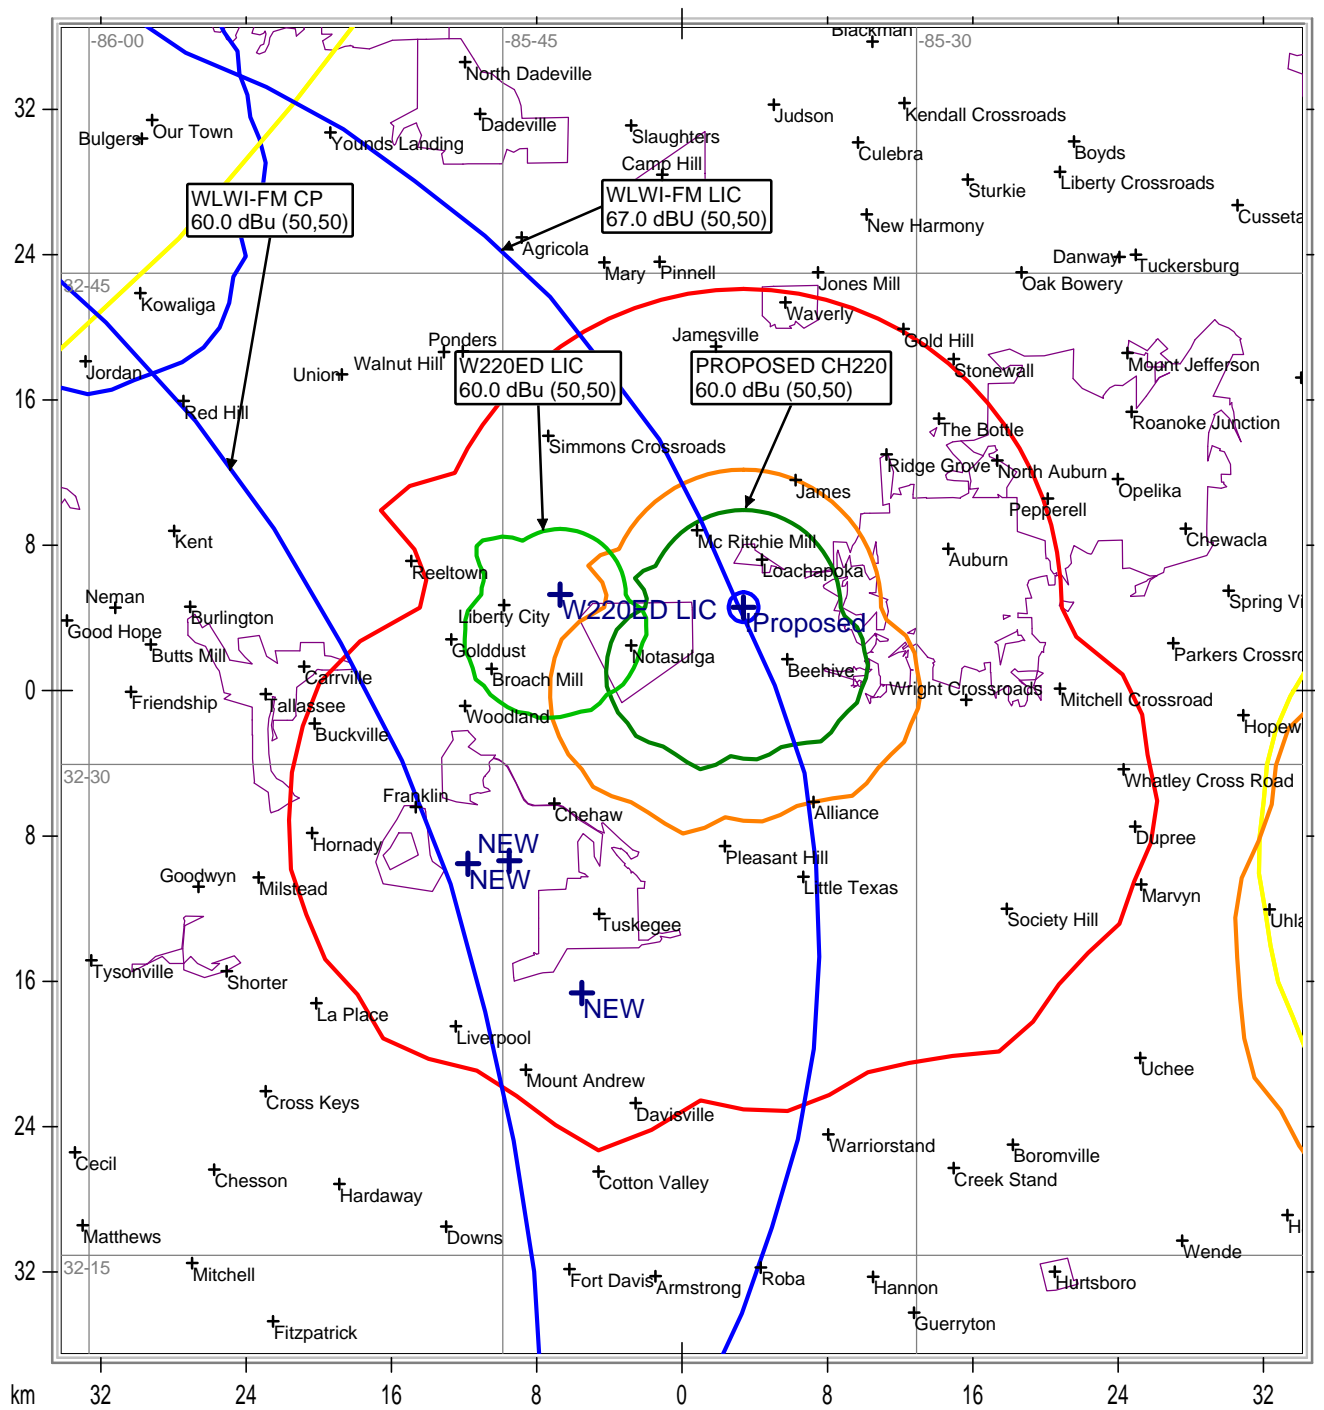 Blackman
-86-00
-85-45
-85-30
North Dadeville
Dadeville
Judson
Kendall Crossroads
32
Bulgers
Our Town
Younds Landing
Slaughters
Camp Hill
Culebra
Boyds
Liberty Crossroads
Sturkie
WLWI-FM CP
60.0 dBu (50,50)
WLWI-FM LIC
67.0 dBU (50,50)
New Harmony
Cusseta
24
Agricola
Mary
Pinnell
Jones Mill
Danway
Tuckersburg
Oak Bowery
32-45
Kowaliga
Waverly
Ponders
Jamesville
Gold Hill
Jordan
Union
Walnut Hill
W220ED LIC
60.0 dBu (50,50)
PROPOSED CH220
60.0 dBu (50,50)
Stonewall
Mount Jefferson
16
Red Hill
Simmons Crossroads
The Bottle
Roanoke Junction
Ridge Grove
North Auburn
James
Pepperell
Opelika
8
Kent
Mc Ritchie Mill
Chewacla
Reeltown
Loachapoka
Auburn
Neman
Burlington
Liberty City
W220ED LIC
Proposed
Spring Vi
Good Hope
Butts Mill
Golddust
Notasulga
Parkers Crossro
Carrville
Broach Mill
Beehive
0
Friendship
Tallassee
Woodland
Wright Crossroads
Mitchell Crossroad
Buckville
Hopew
32-30
Franklin
Chehaw
Alliance
Whatley Cross Road
8
Hornady
NEW
Pleasant Hill
Dupree
Goodwyn
Milstead
NEW
Little Texas
Marvyn
Tuskegee
Society Hill
Uhla
16
Tysonville
Shorter
La Place
NEW
Liverpool
Mount Andrew
Uchee
24
Cross Keys
Davisville
Warriorstand
Boromville
Cecil
Chesson
Hardaway
Cotton Valley
Creek Stand
Matthews
Downs
H
Wende
32
32-15
Mitchell
Fort Davis
Armstrong
Roba
Hannon
Hurtsboro
Fitzpatrick
Guerryton
km
32
24
16
8
0
8
16
24
32